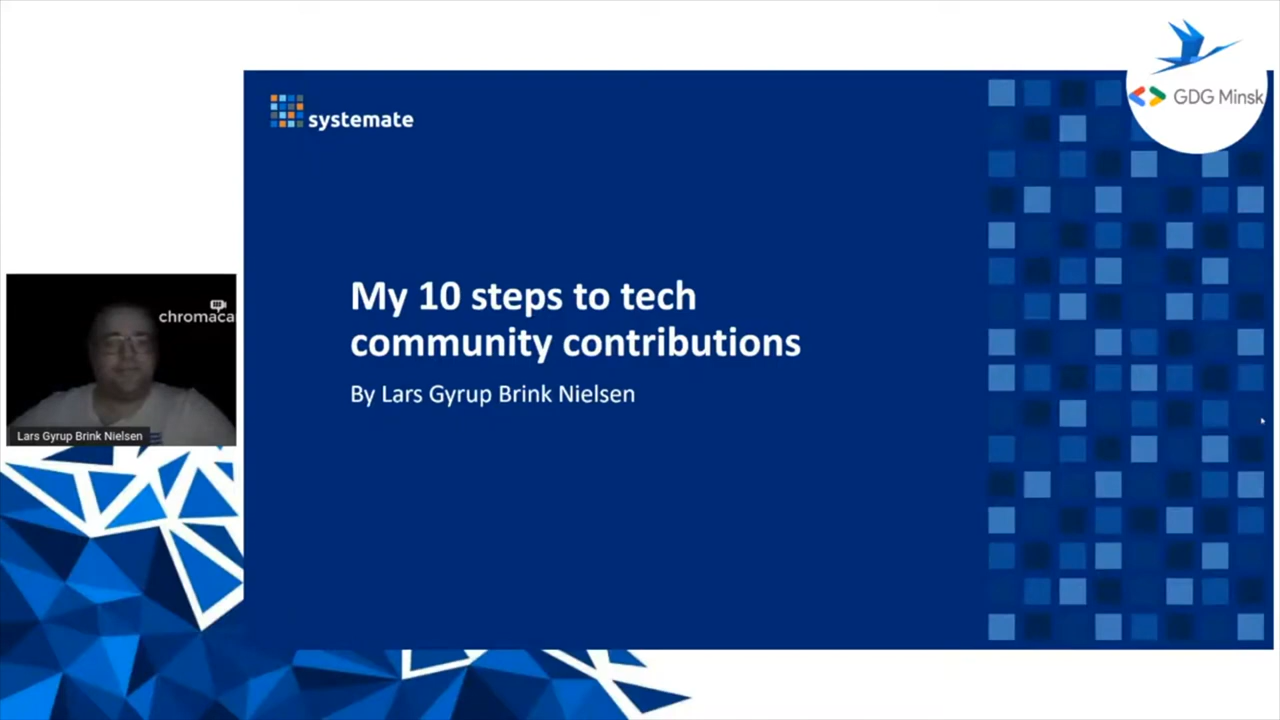 systemate
GDG Minsk
My 10 steps to tech
community contributions
By Lars Gyrup Brink Nielsen
chromaca
Lars Gyrup Brink Nielsen